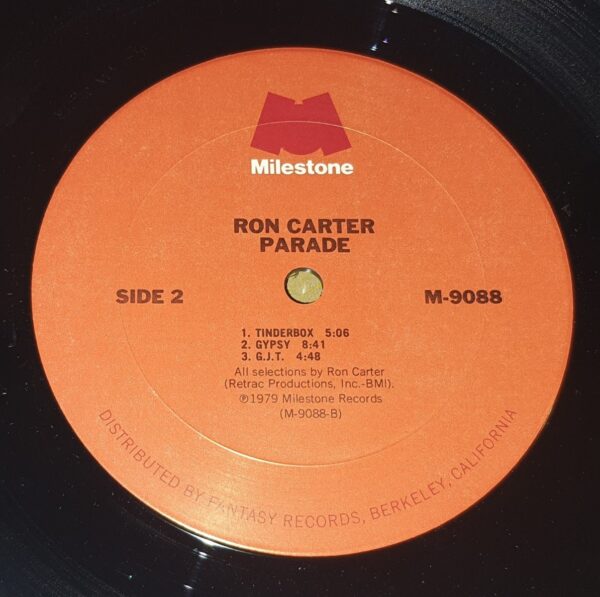 Milestone
RON CARTER
PARADE
SIDE 2
M-9088
1. TINDERBOX 5:06
2. GYPSY 8:41
3. G.J.T. 4:48
All selections by Ron Carter
(Retrac Productions, Inc.-BMI).
℗1979 Milestone Records
(M-9088-B)
DISTRIBUTED BY FANTASY RECORDS, BERKELEY, CALIFORNIA